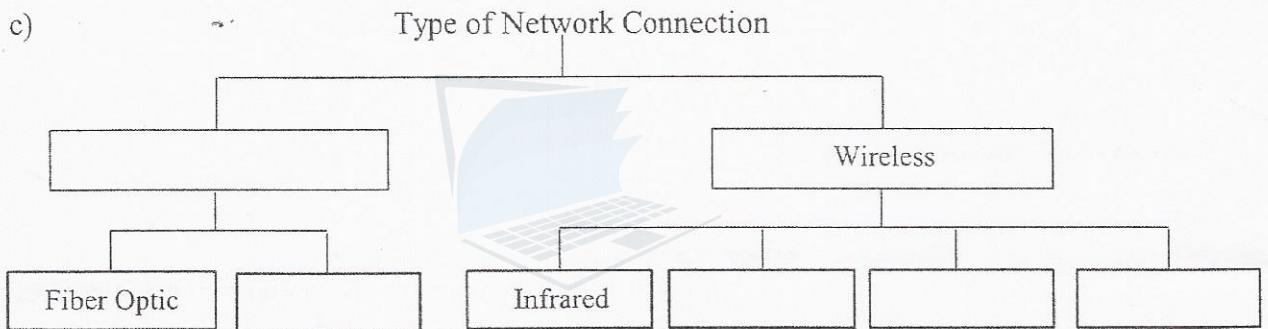 c)
Type of Network Connection
Wireless
Fiber Optic
Infrared